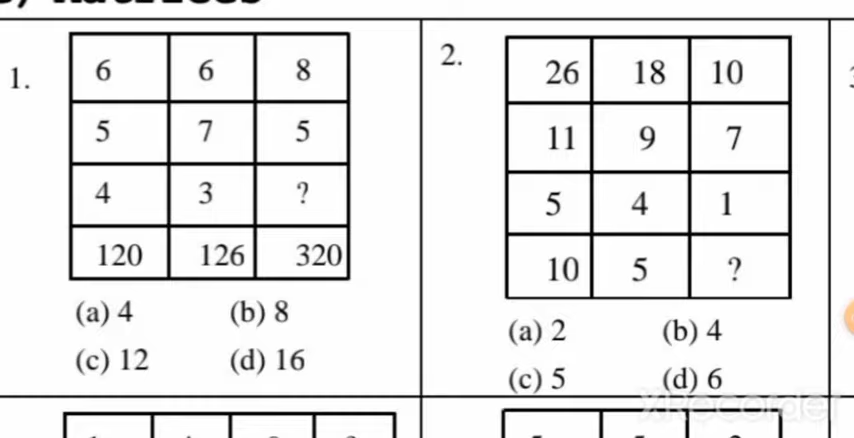 1.
6 6 8
5 7 5
4 3 ?
120 126 320
(a) 4 (b) 8
(c) 12 (d) 16
2.
26 18 10
11 9 7
5 4 1
10 5 ?
(a) 2 (b) 4
(c) 5 (d) 6
XRecorder